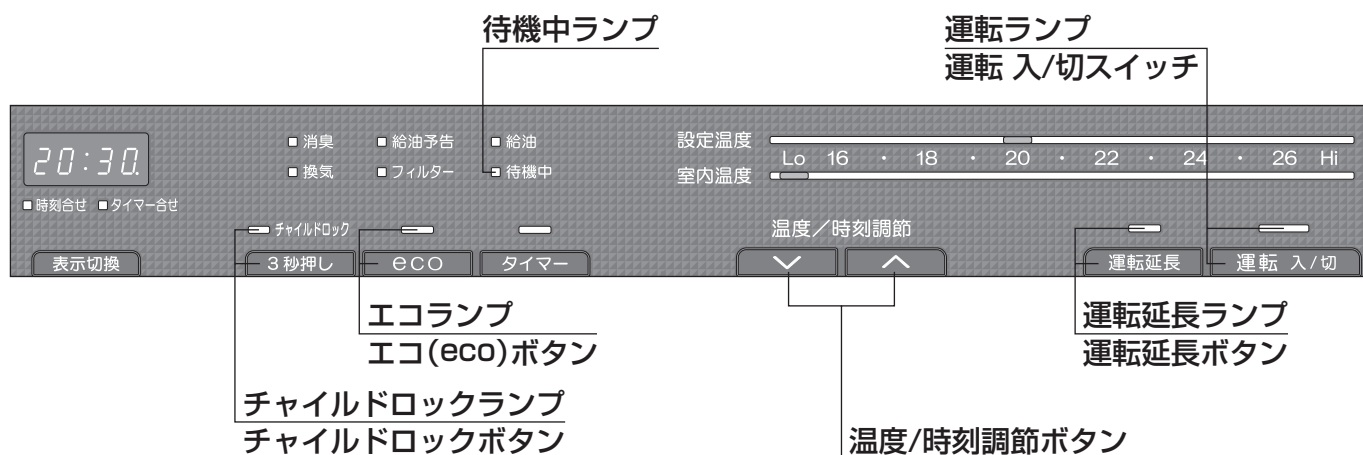 待機中ランプ
運転ランプ
運転 入/切スイッチ
20:30.
消臭
給油予告
給油
換気
フィルター
待機中
時刻合せ
タイマー合せ
設定温度
Lo 16 ・ 18 ・ 20 ・ 22 ・ 24 ・ 26 Hi
室内温度
チャイルドロック
温度／時刻調節
表示切換
3秒押し
eco
タイマー
運転延長
運転 入/切
エコランプ
エコ(eco)ボタン
運転延長ランプ
運転延長ボタン
チャイルドロックランプ
チャイルドロックボタン
温度/時刻調節ボタン